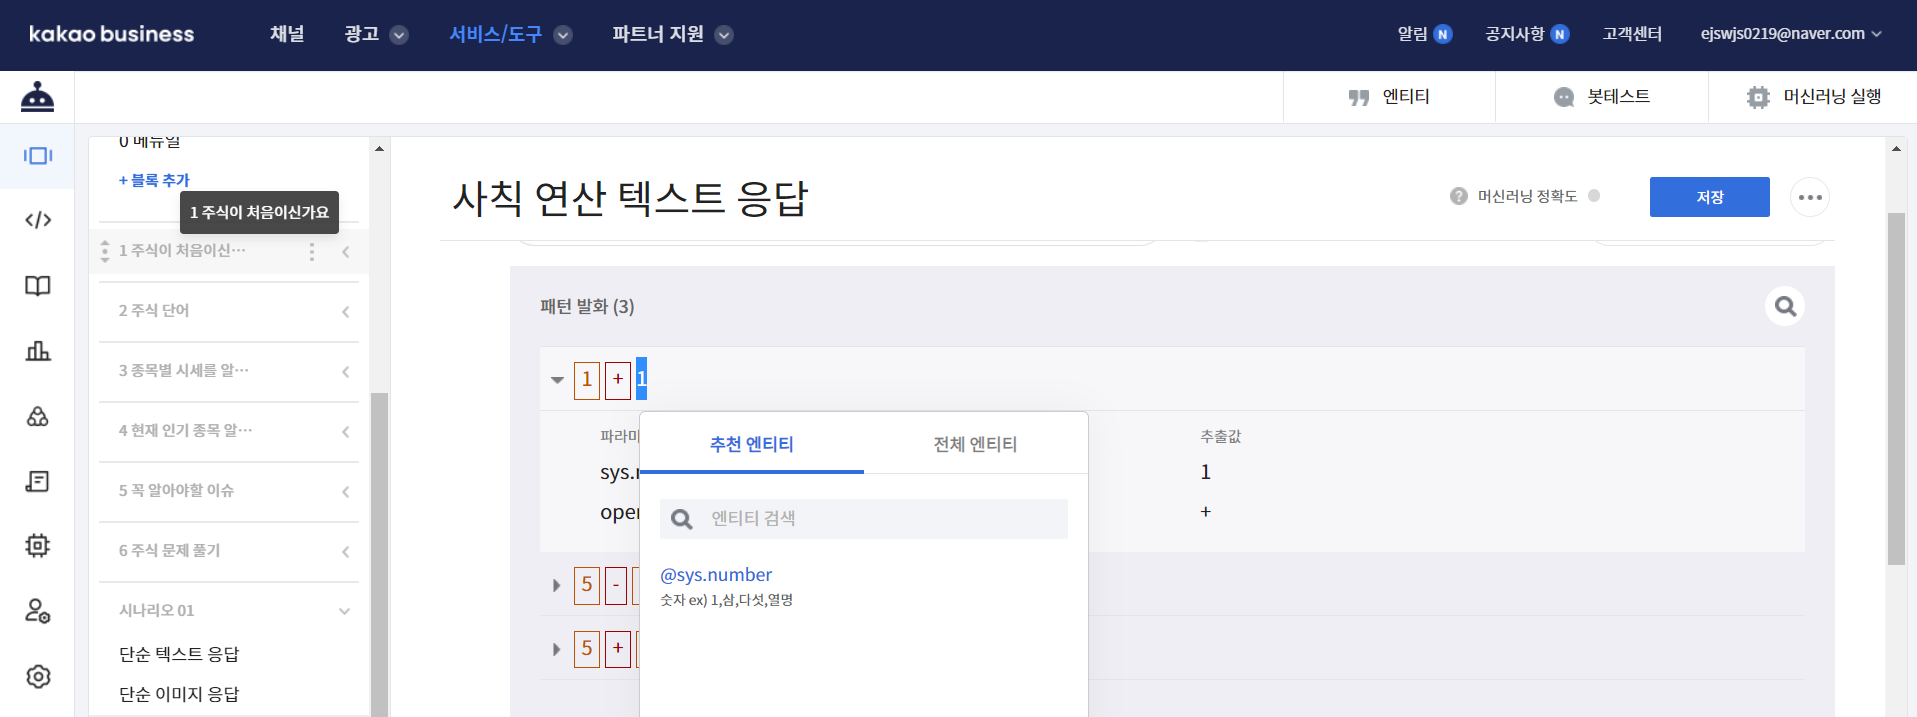 kakao business
채널
광고
서비스/도구
파트너 지원
알림 N
공지사항 N
고객센터
ejswjs0219@naver.com
엔티티
봇테스트
머신러닝 실행
0 메뉴얼
+ 블록 추가
1 주식이 처음이신가요
1 주식이 처음이신…
2 주식 단어
3 종목별 시세를 알…
4 현재 인기 종목 알…
5 꼭 알아야할 이슈
6 주식 문제 풀기
시나리오 01
단순 텍스트 응답
단순 이미지 응답
사칙 연산 텍스트 응답
? 머신러닝 정확도
저장
패턴 발화 (3)
1 + 1
추출값
sys.
1
oper
+
5 -
5 +
추천 엔티티
전체 엔티티
엔티티 검색
@sys.number
숫자 ex) 1,삼,다섯,열명